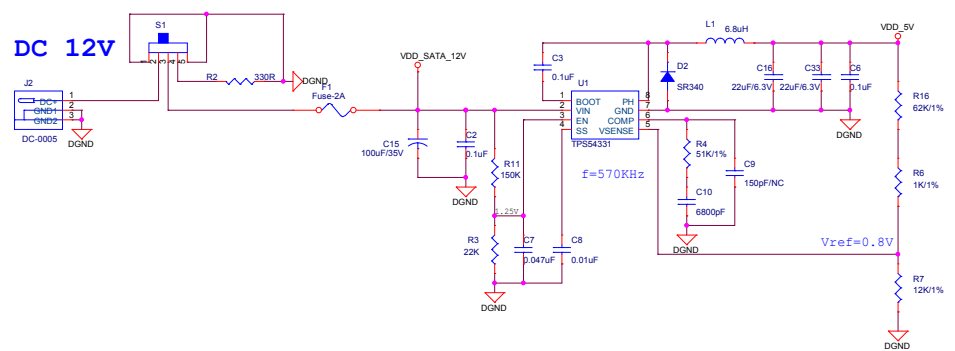 DC 12V
S1
1 2 3 4 5
R2
330R
DGND
J2
DC+
1
GND1
2
GND2
3
DC-0005
DGND
F1
Fuse-2A
VDD_SATA_12V
C15
100uF/35V
C2
0.1uF
DGND
R11
150K
1.25V
R3
22K
C7
0.047uF
C8
0.01uF
DGND
C3
0.1uF
U1
1
BOOT
PH
8
2
VIN
GND
7
3
EN
COMP
6
4
SS
VSENSE
5
TPS54331
f=570KHz
D2
SR340
L1
6.8uH
VDD_5V
C16
22uF/6.3V
C33
22uF/6.3V
C6
0.1uF
DGND
R4
51K/1%
C9
150pF/NC
C10
6800pF
DGND
R16
62K/1%
R6
1K/1%
Vref=0.8V
R7
12K/1%
DGND